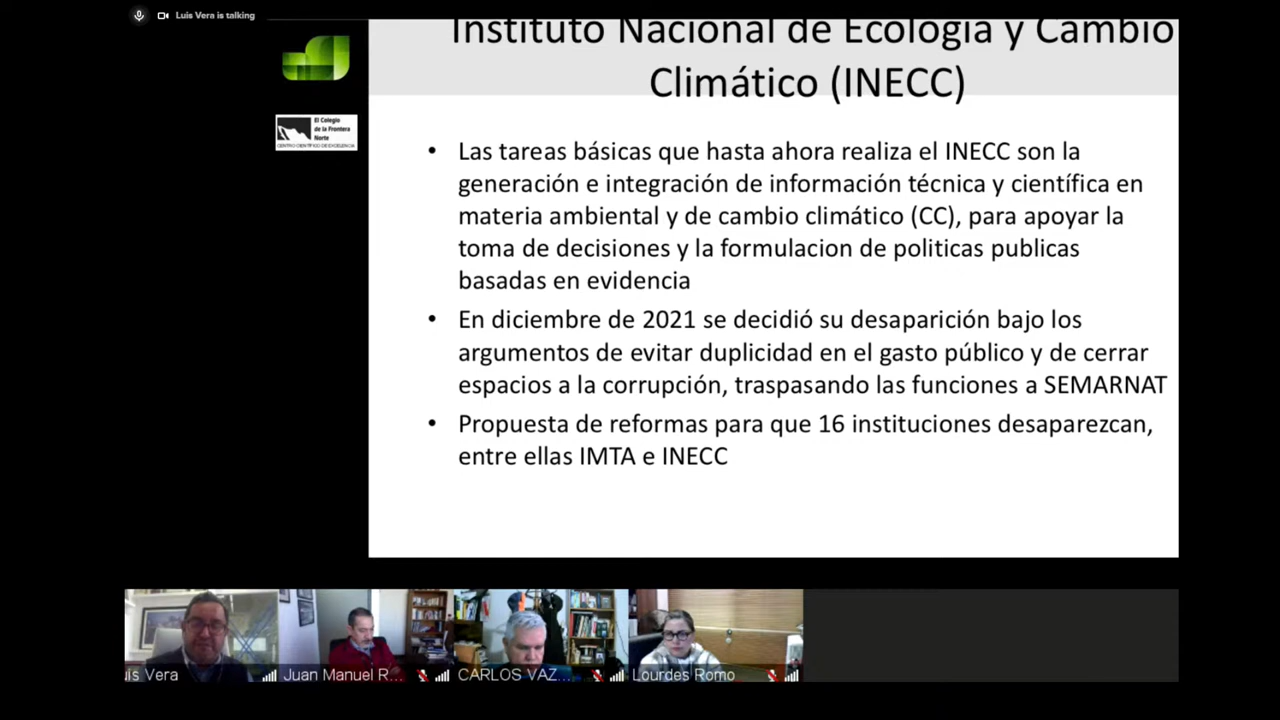 Luis Vera is talking
Instituto Nacional de Ecología y Cambio
Climático (INECC)
El Colegio
de la Frontera
Norte
CENTRO CIENTÍFICO DE EXCELENCIA
• Las tareas básicas que hasta ahora realiza el INECC son la
generación e integración de información técnica y científica en
materia ambiental y de cambio climático (CC), para apoyar la
toma de decisiones y la formulacion de politicas publicas
basadas en evidencia
• En diciembre de 2021 se decidió su desaparición bajo los
argumentos de evitar duplicidad en el gasto público y de cerrar
espacios a la corrupción, traspasando las funciones a SEMARNAT
• Propuesta de reformas para que 16 instituciones desaparezcan,
entre ellas IMTA e INECC
uis Vera
Juan Manuel R...
CARLOS VAZ...
Lourdes Romo